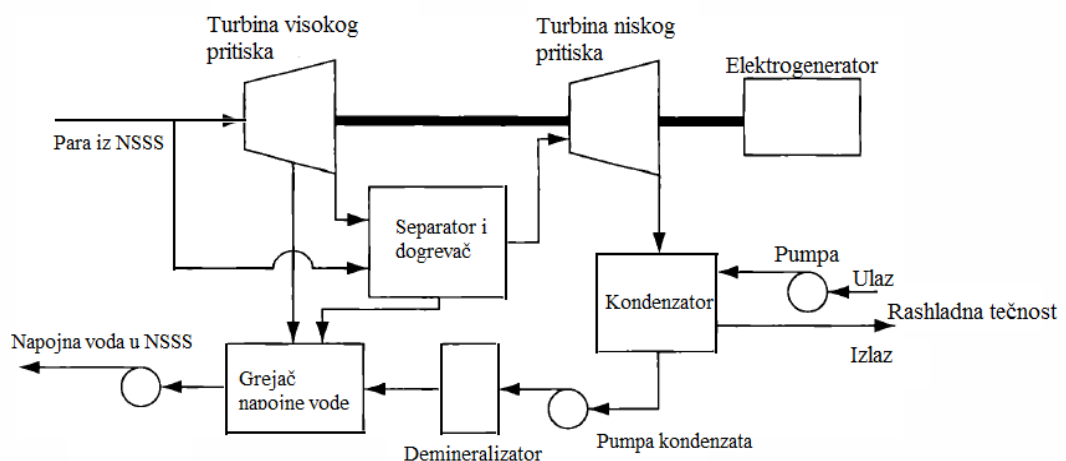 Turbina visokog
pritiska
Turbina niskog
pritiska
Elektrogenerator
Para iz NSSS
Separator i
dogrevač
Pumpa
Ulaz
Kondenzator
Rashladna tečnost
Izlaz
Napojna voda u NSSS
Grejač
napojne vode
Demineralizator
Pumpa kondenzata